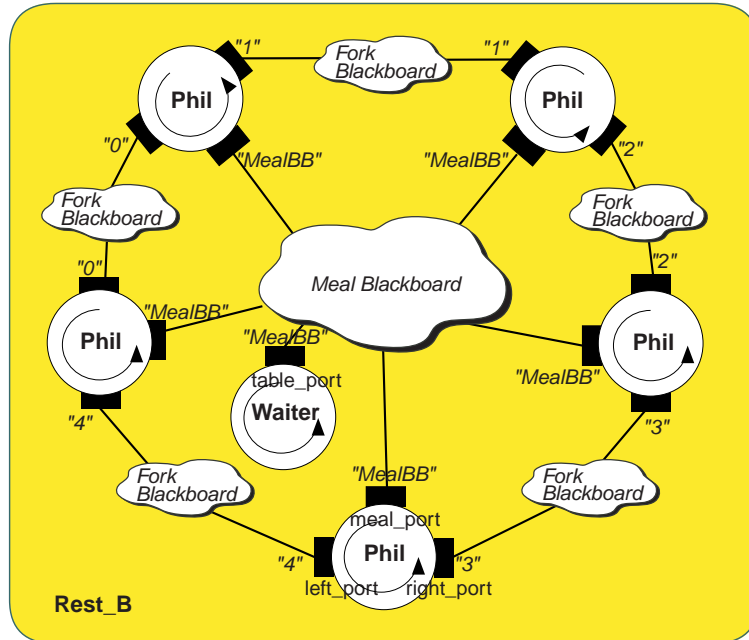 "1"
Fork
Blackboard
"1"
Phil
Phil
"0"
"MealBB"
"MealBB"
"2"
Fork
Blackboard
Fork
Blackboard
"0"
Meal Blackboard
"2"
"MealBB"
"MealBB"
Phil
Phil
"MealBB"
table_port
Waiter
"4"
"3"
Fork
Blackboard
"MealBB"
Fork
Blackboard
meal_port
"4"
Phil
"3"
left_port
right_port
Rest_B